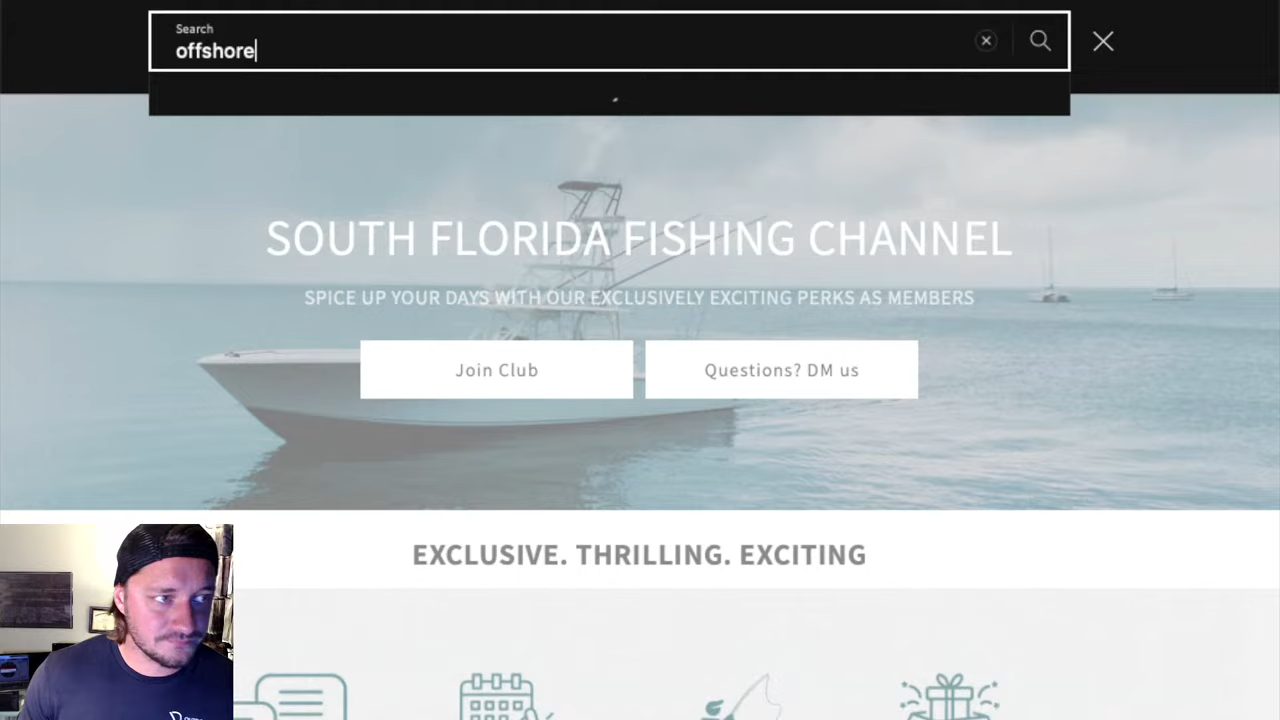 Search
offshore
SOUTH FLORIDA FISHING CHANNEL
SPICE UP YOUR DAYS WITH OUR EXCLUSIVELY EXCITING PERKS AS MEMBERS
Join Club
Questions? DM us
EXCLUSIVE. THRILLING. EXCITING